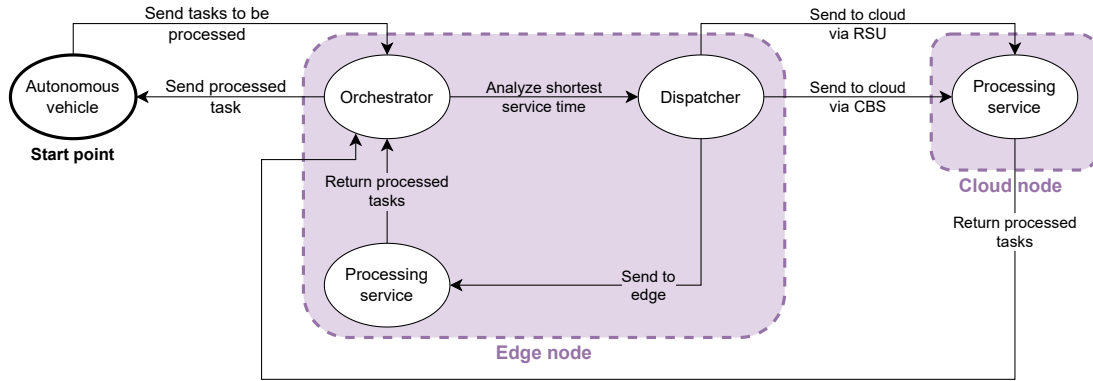 Send tasks to be
processed
Send to cloud
via RSU
Autonomous
vehicle
Send processed
task
Orchestrator
Analyze shortest
service time
Dispatcher
Send to cloud
via CBS
Processing
service
Start point
Cloud node
Return processed
tasks
Return processed
tasks
Processing
service
Send to
edge
Edge node